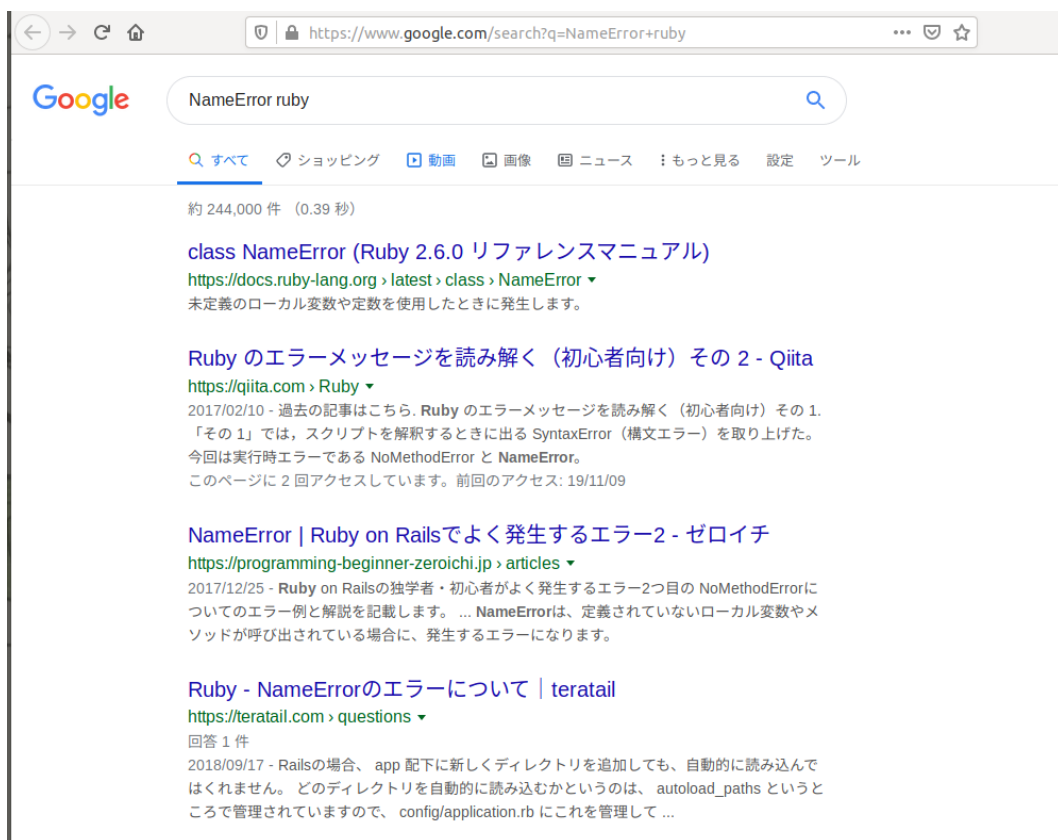 https://www.google.com/search?q=NameError+ruby
Google
NameError ruby
すべて ショッピング 動画 画像 ニュース もっと見る 設定 ツール
約 244,000 件 （0.39 秒）
class NameError (Ruby 2.6.0 リファレンスマニュアル)
https://docs.ruby-lang.org › latest › class › NameError
未定義のローカル変数や定数を使用したときに発生します。
Ruby のエラーメッセージを読み解く（初心者向け）その 2 - Qiita
https://qiita.com › Ruby
2017/02/10 - 過去の記事はこちら. Ruby のエラーメッセージを読み解く（初心者向け）その 1.
「その 1」では，スクリプトを解釈するときに出る SyntaxError（構文エラー）を取り上げた。
今回は実行時エラーである NoMethodError と NameError。
このページに 2 回アクセスしています。前回のアクセス: 19/11/09
NameError | Ruby on Railsでよく発生するエラー2 - ゼロイチ
https://programming-beginner-zeroichi.jp › articles
2017/12/25 - Ruby on Railsの独学者・初心者がよく発生するエラー2つ目の NoMethodErrorに
ついてのエラー例と解説を記載します。 ... NameErrorは、定義されていないローカル変数やメ
ソッドが呼び出されている場合に、発生するエラーになります。
Ruby - NameErrorのエラーについて｜teratail
https://teratail.com › questions
回答 1 件
2018/09/17 - Railsの場合、 app 配下に新しくディレクトリを追加しても、自動的に読み込んで
はくれません。 どのディレクトリを自動的に読み込むかというのは、 autoload_paths というと
ころで管理されていますので、 config/application.rb にこれを管理して ...